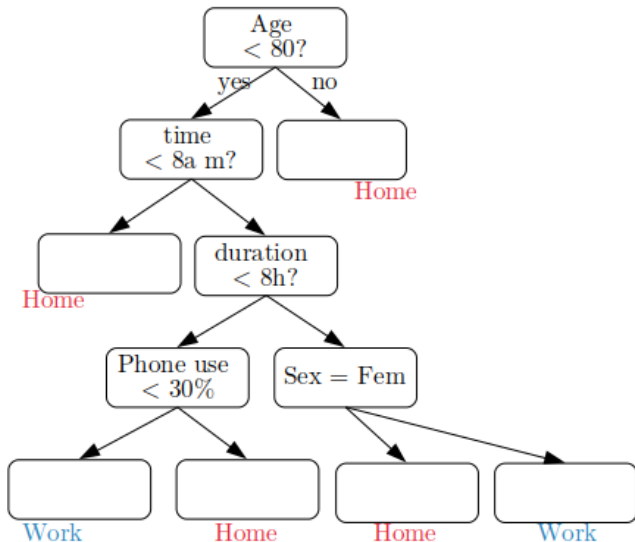 Age
< 80?
yes
no
time
< 8a m?
Home
Home
duration
< 8h?
Phone use
< 30%
Sex = Fem
Work
Home
Home
Work